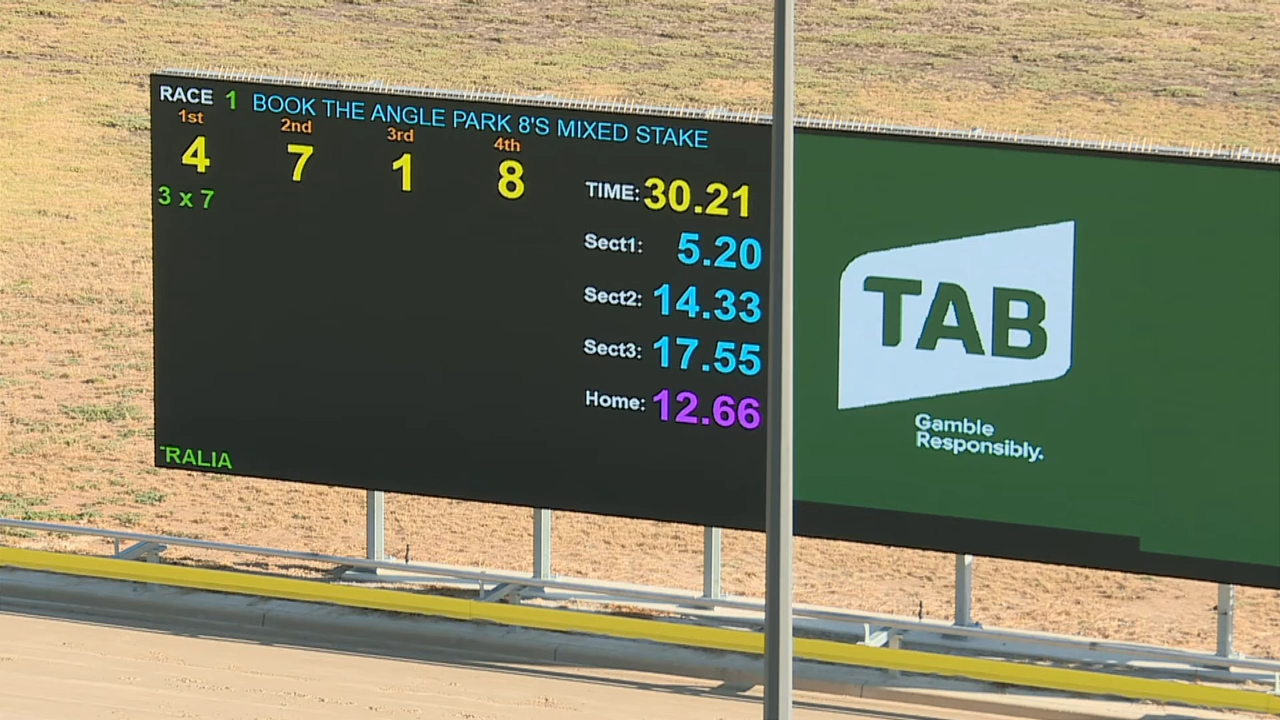 RACE 1 BOOK THE ANGLE PARK 8'S MIXED STAKE
1st 2nd 3rd 4th
4 7 1 8
3 x 7
TIME: 30.21
Sect1: 5.20
Sect2: 14.33
Sect3: 17.55
Home: 12.66
RALIA
TAB
Gamble
Responsibly.